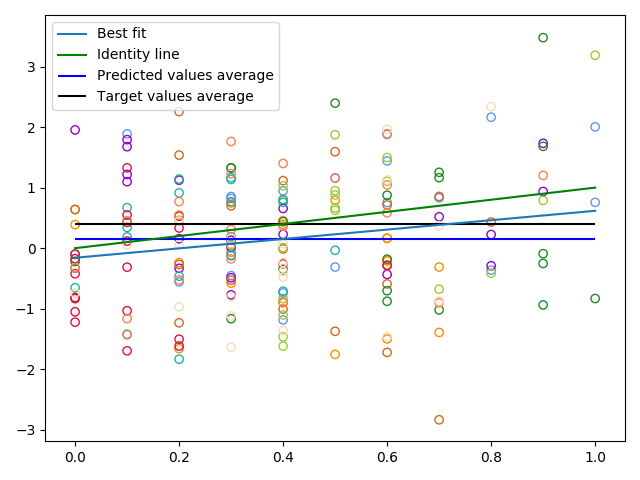 Best fit
Identity line
Predicted values average
Target values average
3
2
1
0
−1
−2
−3
0.0 0.2 0.4 0.6 0.8 1.0